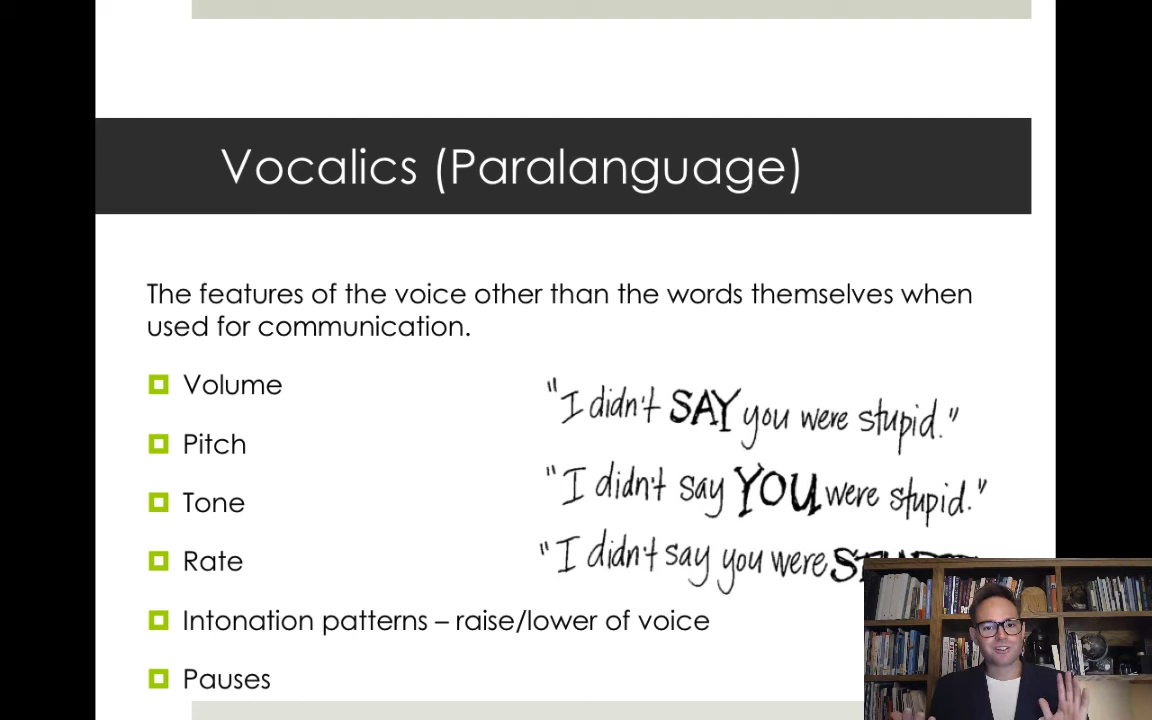 Vocalics (Paralanguage)
The features of the voice other than the words themselves when
used for communication.
Volume
Pitch
Tone
Rate
Intonation patterns – raise/lower of voice
Pauses
"I didn't SAY you were stupid."
"I didn't say YOU were stupid."
"I didn't say you were